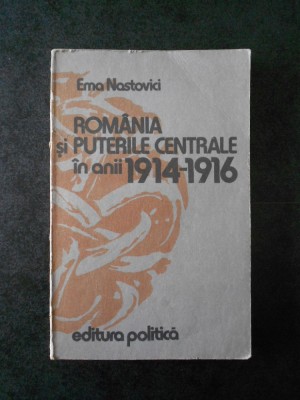 Ema Nastovici
ROMÂNIA
și PUTERILE CENTRALE
în anii 1914-1916
editura politică